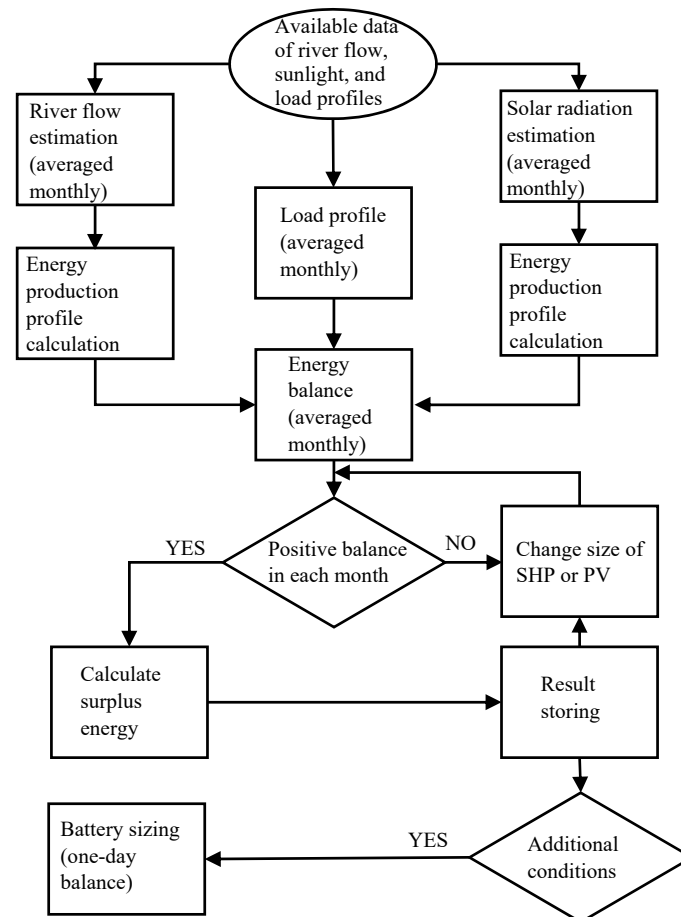 Available data
of river flow,
sunlight, and
load profiles
River flow
estimation
(averaged
monthly)
Solar radiation
estimation
(averaged
monthly)
Load profile
(averaged
monthly)
Energy
production
profile
calculation
Energy
production
profile
calculation
Energy
balance
(averaged
monthly)
YES
Positive balance
in each month
NO
Change size of
SHP or PV
Calculate
surplus
energy
Result
storing
Battery sizing
(one-day
balance)
YES
Additional
conditions